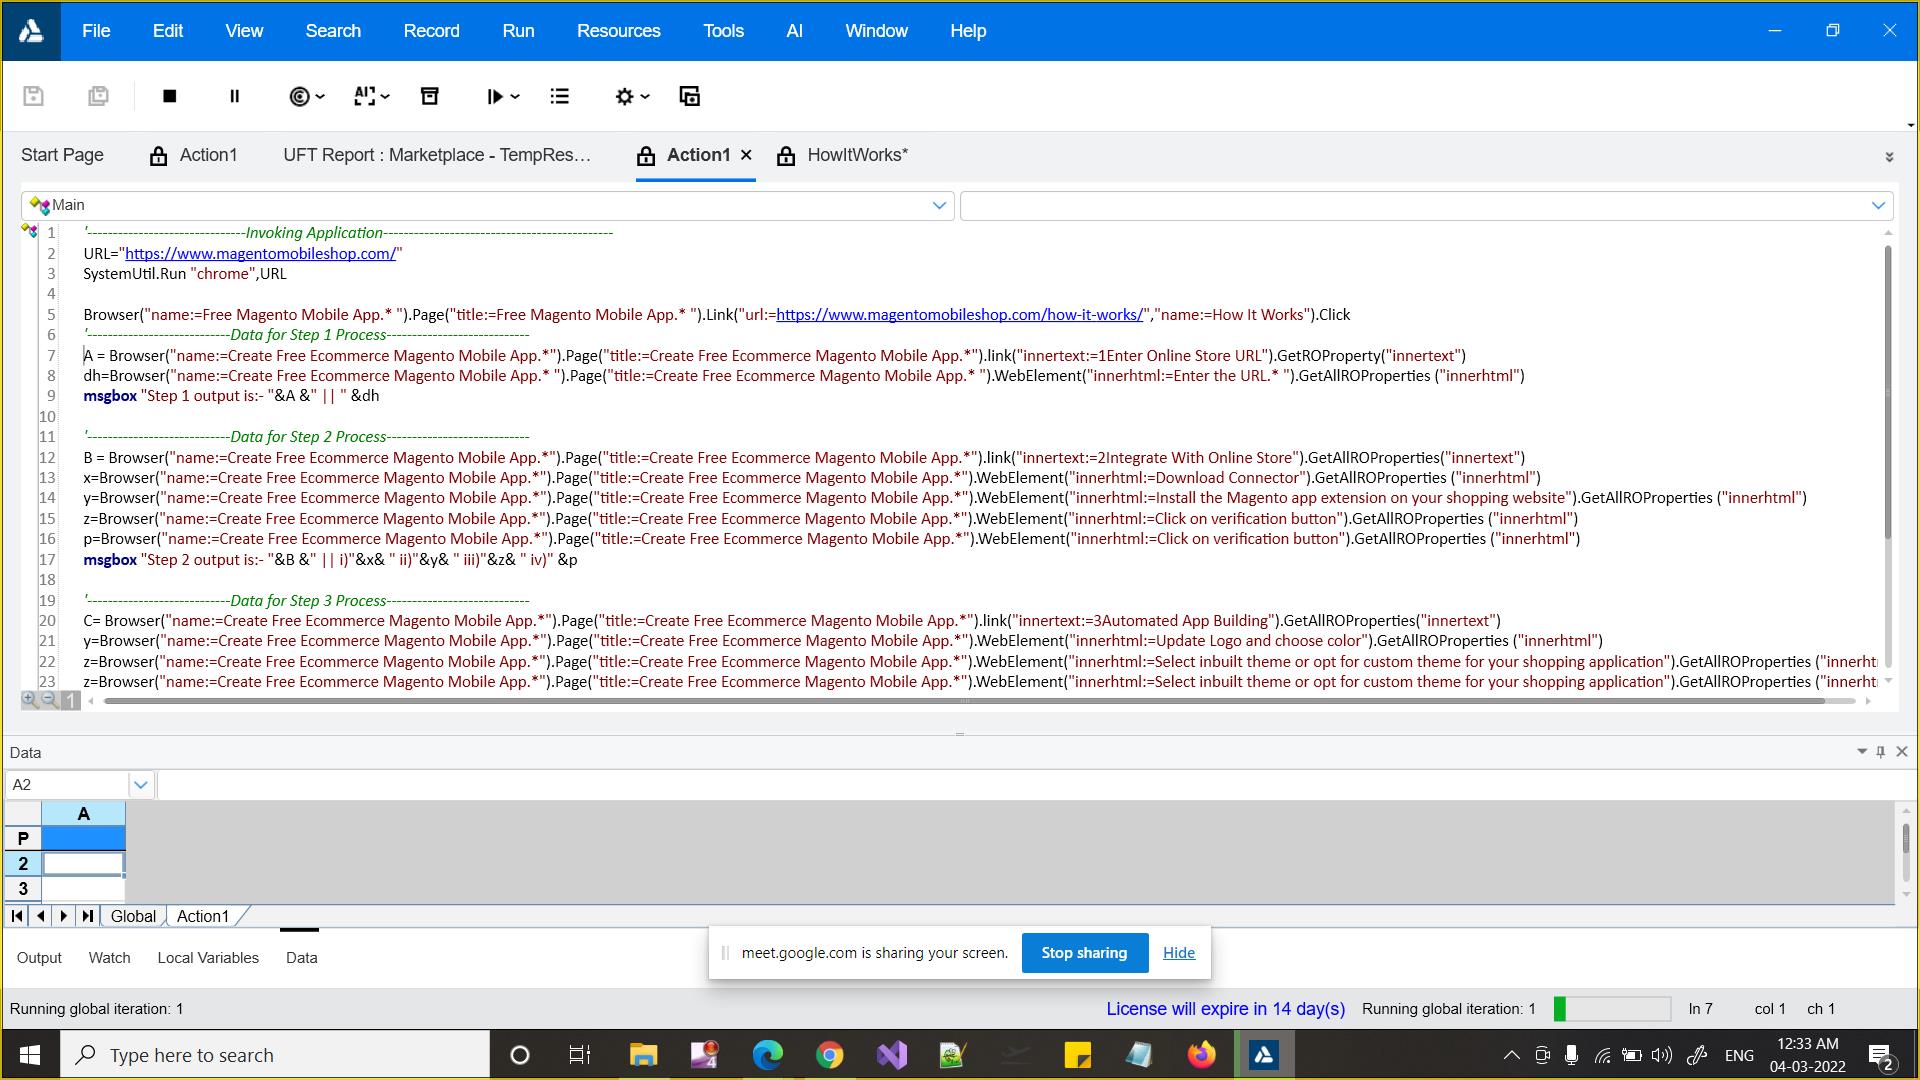 File Edit View Search Record Run Resources Tools AI Window Help
Start Page Action1 UFT Report : Marketplace - TempRes... Action1 HowItWorks*
Main
1 '-------------------------------Invoking Application---------------------------------------------
2 URL="https://www.magentomobileshop.com/"
3 SystemUtil.Run "chrome",URL
4
5 Browser("name:=Free Magento Mobile App.* ").Page("title:=Free Magento Mobile App.* ").Link("url:=https://www.magentomobileshop.com/how-it-works/","name:=How It Works").Click
6 '----------------------------Data for Step 1 Process----------------------------
7 A = Browser("name:=Create Free Ecommerce Magento Mobile App.*").Page("title:=Create Free Ecommerce Magento Mobile App.*").link("innertext:=1Enter Online Store URL").GetROProperty("innertext")
8 dh=Browser("name:=Create Free Ecommerce Magento Mobile App.* ").Page("title:=Create Free Ecommerce Magento Mobile App.* ").WebElement("innerhtml:=Enter the URL.* ").GetAllROProperties ("innerhtml")
9 msgbox "Step 1 output is:- "&A &" || " &dh
10
11 '----------------------------Data for Step 2 Process----------------------------
12 B = Browser("name:=Create Free Ecommerce Magento Mobile App.*").Page("title:=Create Free Ecommerce Magento Mobile App.*").link("innertext:=2Integrate With Online Store").GetAllROProperties("innertext")
13 x=Browser("name:=Create Free Ecommerce Magento Mobile App.*").Page("title:=Create Free Ecommerce Magento Mobile App.*").WebElement("innerhtml:=Download Connector").GetAllROProperties ("innerhtml")
14 y=Browser("name:=Create Free Ecommerce Magento Mobile App.*").Page("title:=Create Free Ecommerce Magento Mobile App.*").WebElement("innerhtml:=Install the Magento app extension on your shopping website").GetAllROProperties ("innerhtml")
15 z=Browser("name:=Create Free Ecommerce Magento Mobile App.*").Page("title:=Create Free Ecommerce Magento Mobile App.*").WebElement("innerhtml:=Click on verification button").GetAllROProperties ("innerhtml")
16 p=Browser("name:=Create Free Ecommerce Magento Mobile App.*").Page("title:=Create Free Ecommerce Magento Mobile App.*").WebElement("innerhtml:=Click on verification button").GetAllROProperties ("innerhtml")
17 msgbox "Step 2 output is:- "&B &" || i)"&x& " ii)"&y& " iii)"&z& " iv)" &p
18
19 '----------------------------Data for Step 3 Process----------------------------
20 C= Browser("name:=Create Free Ecommerce Magento Mobile App.*").Page("title:=Create Free Ecommerce Magento Mobile App.*").link("innertext:=3Automated App Building").GetAllROProperties("innertext")
21 y=Browser("name:=Create Free Ecommerce Magento Mobile App.*").Page("title:=Create Free Ecommerce Magento Mobile App.*").WebElement("innerhtml:=Update Logo and choose color").GetAllROProperties ("innerhtml")
22 z=Browser("name:=Create Free Ecommerce Magento Mobile App.*").Page("title:=Create Free Ecommerce Magento Mobile App.*").WebElement("innerhtml:=Select inbuilt theme or opt for custom theme for your shopping application").GetAllROProperties ("innerht
23 z=Browser("name:=Create Free Ecommerce Magento Mobile App.*").Page("title:=Create Free Ecommerce Magento Mobile App.*").WebElement("innerhtml:=Select inbuilt theme or opt for custom theme for your shopping application").GetAllROProperties ("innerht
1
Data
A2
A
P
2
3
Global Action1
Output Watch Local Variables Data
meet.google.com is sharing your screen. Stop sharing Hide
Running global iteration: 1 License will expire in 14 day(s) Running global iteration: 1 ln 7 col 1 ch 1
Type here to search ENG 12:33 AM
04-03-2022 2